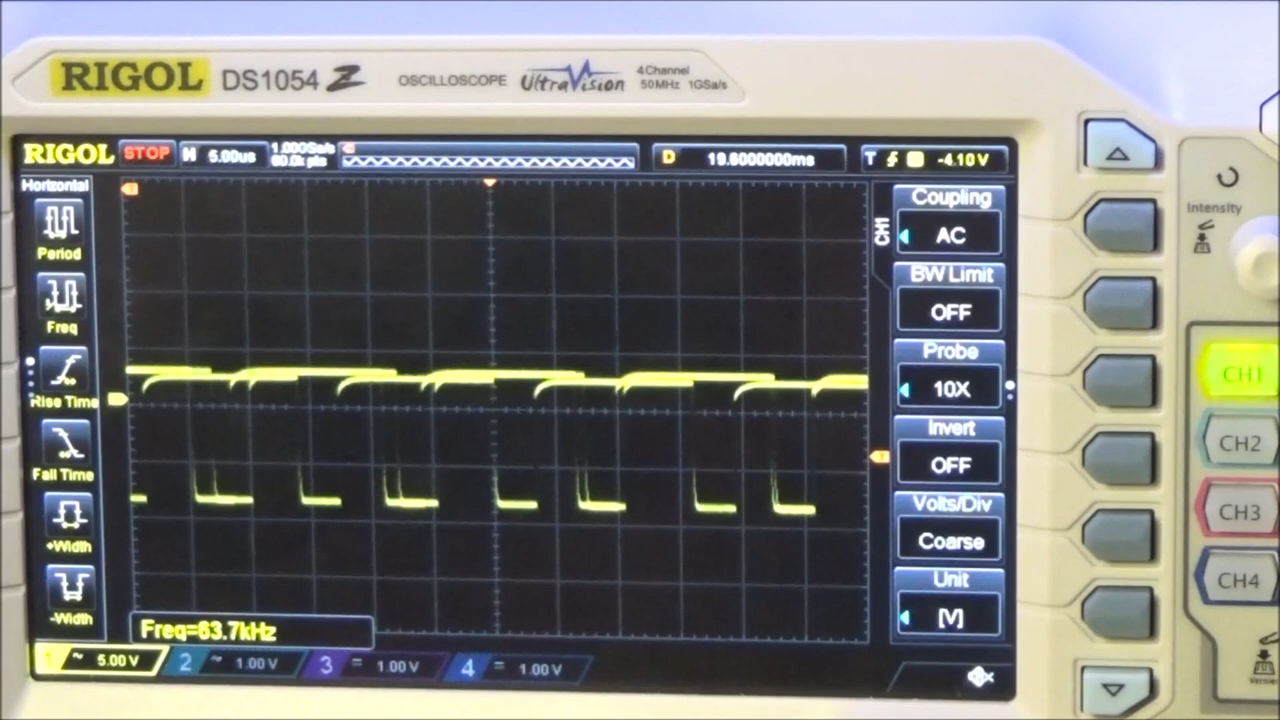 RIGOL DS1054 Z OSCILLOSCOPE UltraVision 4 Channel 50MHz 1GSa/s
RIGOL STOP H 5.00us 1.00GSa/s 60.0k pts D 19.6000000ms T -4.10 V
Horizontal
Period
Freq
Rise Time
Fall Time
+Width
-Width
CH1
Coupling
AC
BW Limit
OFF
Probe
10X
Invert
OFF
Volts/Div
Coarse
Unit
[V]
Freq=63.7kHz
1 5.00 V 2 1.00 V 3 1.00 V 4 1.00 V
Intensity
CH1
CH2
CH3
CH4